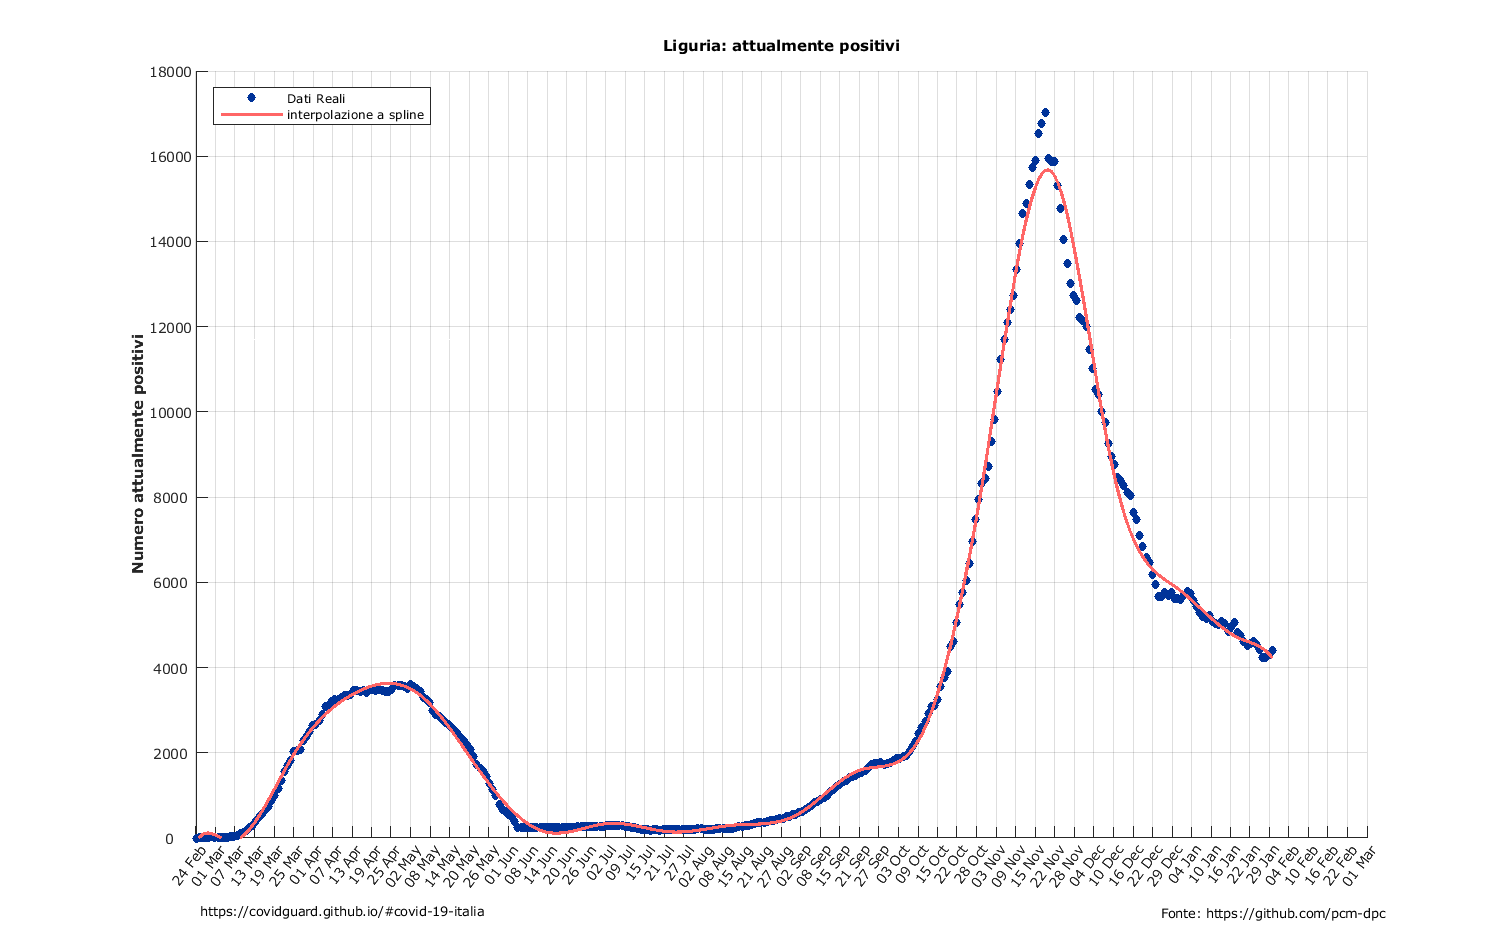 Liguria: attualmente positivi
18000
16000
14000
12000
10000
8000
6000
4000
2000
0
Numero attualmente positivi
Dati Reali
interpolazione a spline
24 Feb
01 Mar
07 Mar
13 Mar
19 Mar
25 Mar
01 Apr
07 Apr
13 Apr
19 Apr
25 Apr
02 May
08 May
14 May
20 May
26 May
01 Jun
08 Jun
14 Jun
20 Jun
26 Jun
02 Jul
09 Jul
15 Jul
21 Jul
27 Jul
02 Aug
08 Aug
15 Aug
21 Aug
27 Aug
02 Sep
08 Sep
15 Sep
21 Sep
27 Sep
03 Oct
09 Oct
15 Oct
22 Oct
28 Oct
03 Nov
09 Nov
15 Nov
22 Nov
28 Nov
04 Dec
10 Dec
16 Dec
22 Dec
29 Dec
04 Jan
10 Jan
16 Jan
22 Jan
29 Jan
04 Feb
10 Feb
16 Feb
22 Feb
01 Mar
https://covidguard.github.io/#covid-19-italia
Fonte: https://github.com/pcm-dpc